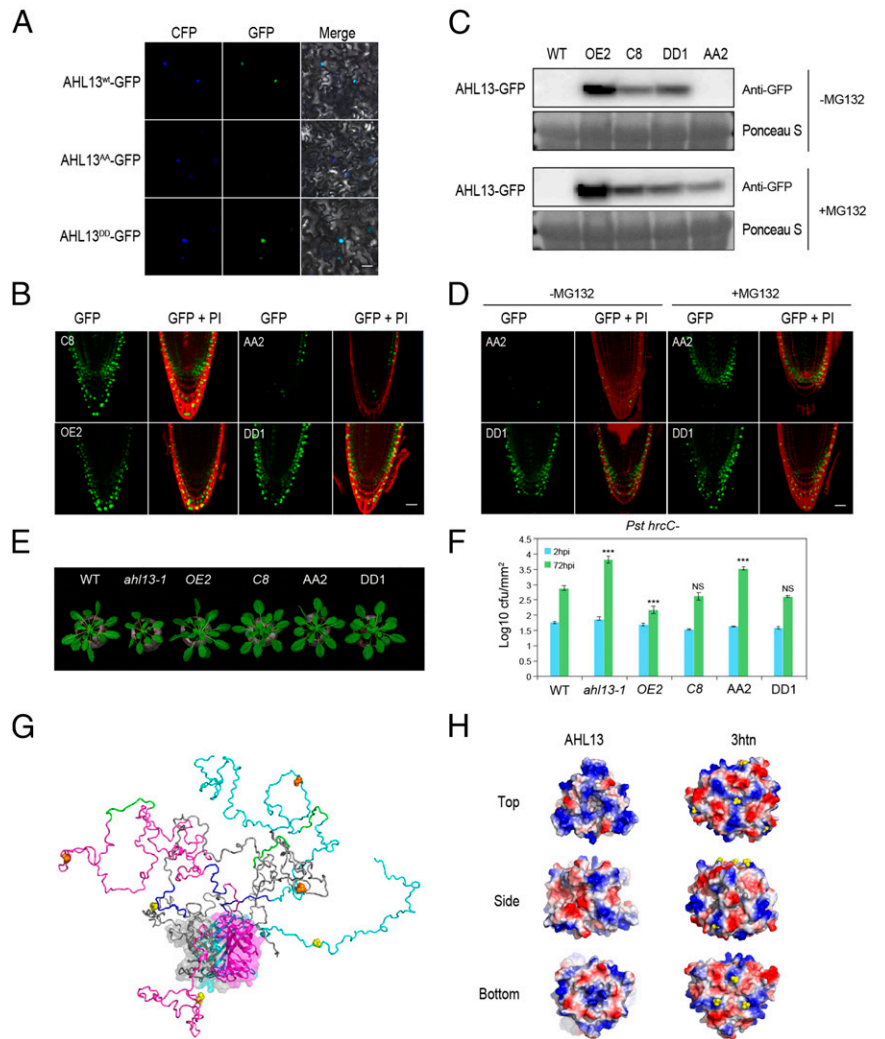 A
CFP GFP Merge
AHL13wt-GFP
AHL13AA-GFP
AHL13DD-GFP
B
GFP GFP + PI GFP GFP + PI
C8 AA2
OE2 DD1
C
WT OE2 C8 DD1 AA2
AHL13-GFP Anti-GFP
-MG132
Ponceau S
AHL13-GFP Anti-GFP
+MG132
Ponceau S
D
-MG132 +MG132
GFP GFP + PI GFP GFP + PI
AA2 AA2
DD1 DD1
E
WT ahl13-1 OE2 C8 AA2 DD1
F
Pst hrcC-
2hpi
72hpi
Log10 cfu/mm²
4.5
4
3.5
3
2.5
2
1.5
1
0.5
0
*** *** NS *** NS
WT ahl13-1 OE2 C8 AA2 DD1
G
H
AHL13 3htn
Top
Side
Bottom